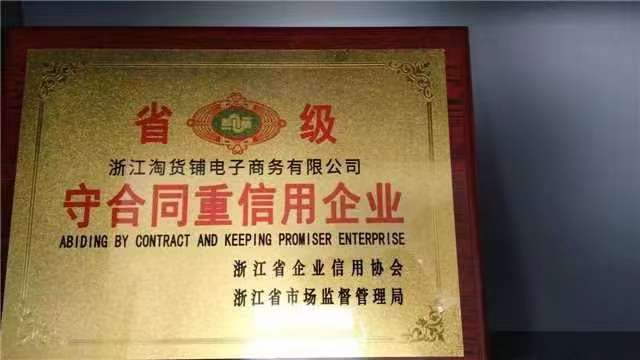 省级
浙江淘货铺电子商务有限公司
守合同重信用企业
ABIDING BY CONTRACT AND KEEPING PROMISER ENTERPRISE
浙江省企业信用协会
浙江省市场监督管理局